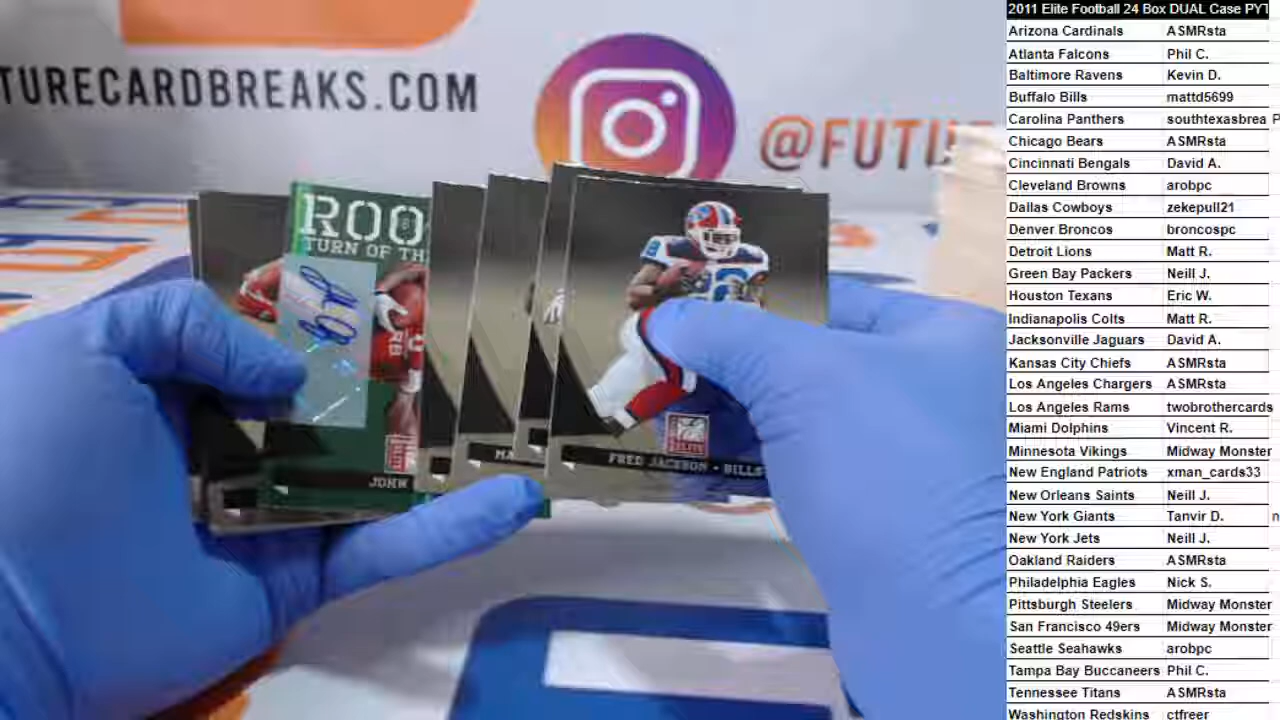 TURECARDBREAKS.COM
@FUTU
ROO
TURN OF TH
RB
ELITE
JOHN
MA
ELITE
FRED JACKSON • BILLS
2011 Elite Football 24 Box DUAL Case PYT
Arizona Cardinals ASMRsta
Atlanta Falcons Phil C.
Baltimore Ravens Kevin D.
Buffalo Bills mattd5699
Carolina Panthers southtexasbrea P
Chicago Bears ASMRsta
Cincinnati Bengals David A.
Cleveland Browns arobpc
Dallas Cowboys zekepull21
Denver Broncos broncospc
Detroit Lions Matt R.
Green Bay Packers Neill J.
Houston Texans Eric W.
Indianapolis Colts Matt R.
Jacksonville Jaguars David A.
Kansas City Chiefs ASMRsta
Los Angeles Chargers ASMRsta
Los Angeles Rams twobrothercards
Miami Dolphins Vincent R.
Minnesota Vikings Midway Monster
New England Patriots xman_cards33
New Orleans Saints Neill J.
New York Giants Tanvir D. n
New York Jets Neill J.
Oakland Raiders ASMRsta
Philadelphia Eagles Nick S.
Pittsburgh Steelers Midway Monster
San Francisco 49ers Midway Monster
Seattle Seahawks arobpc
Tampa Bay Buccaneers Phil C.
Tennessee Titans ASMRsta
Washington Redskins ctfreer